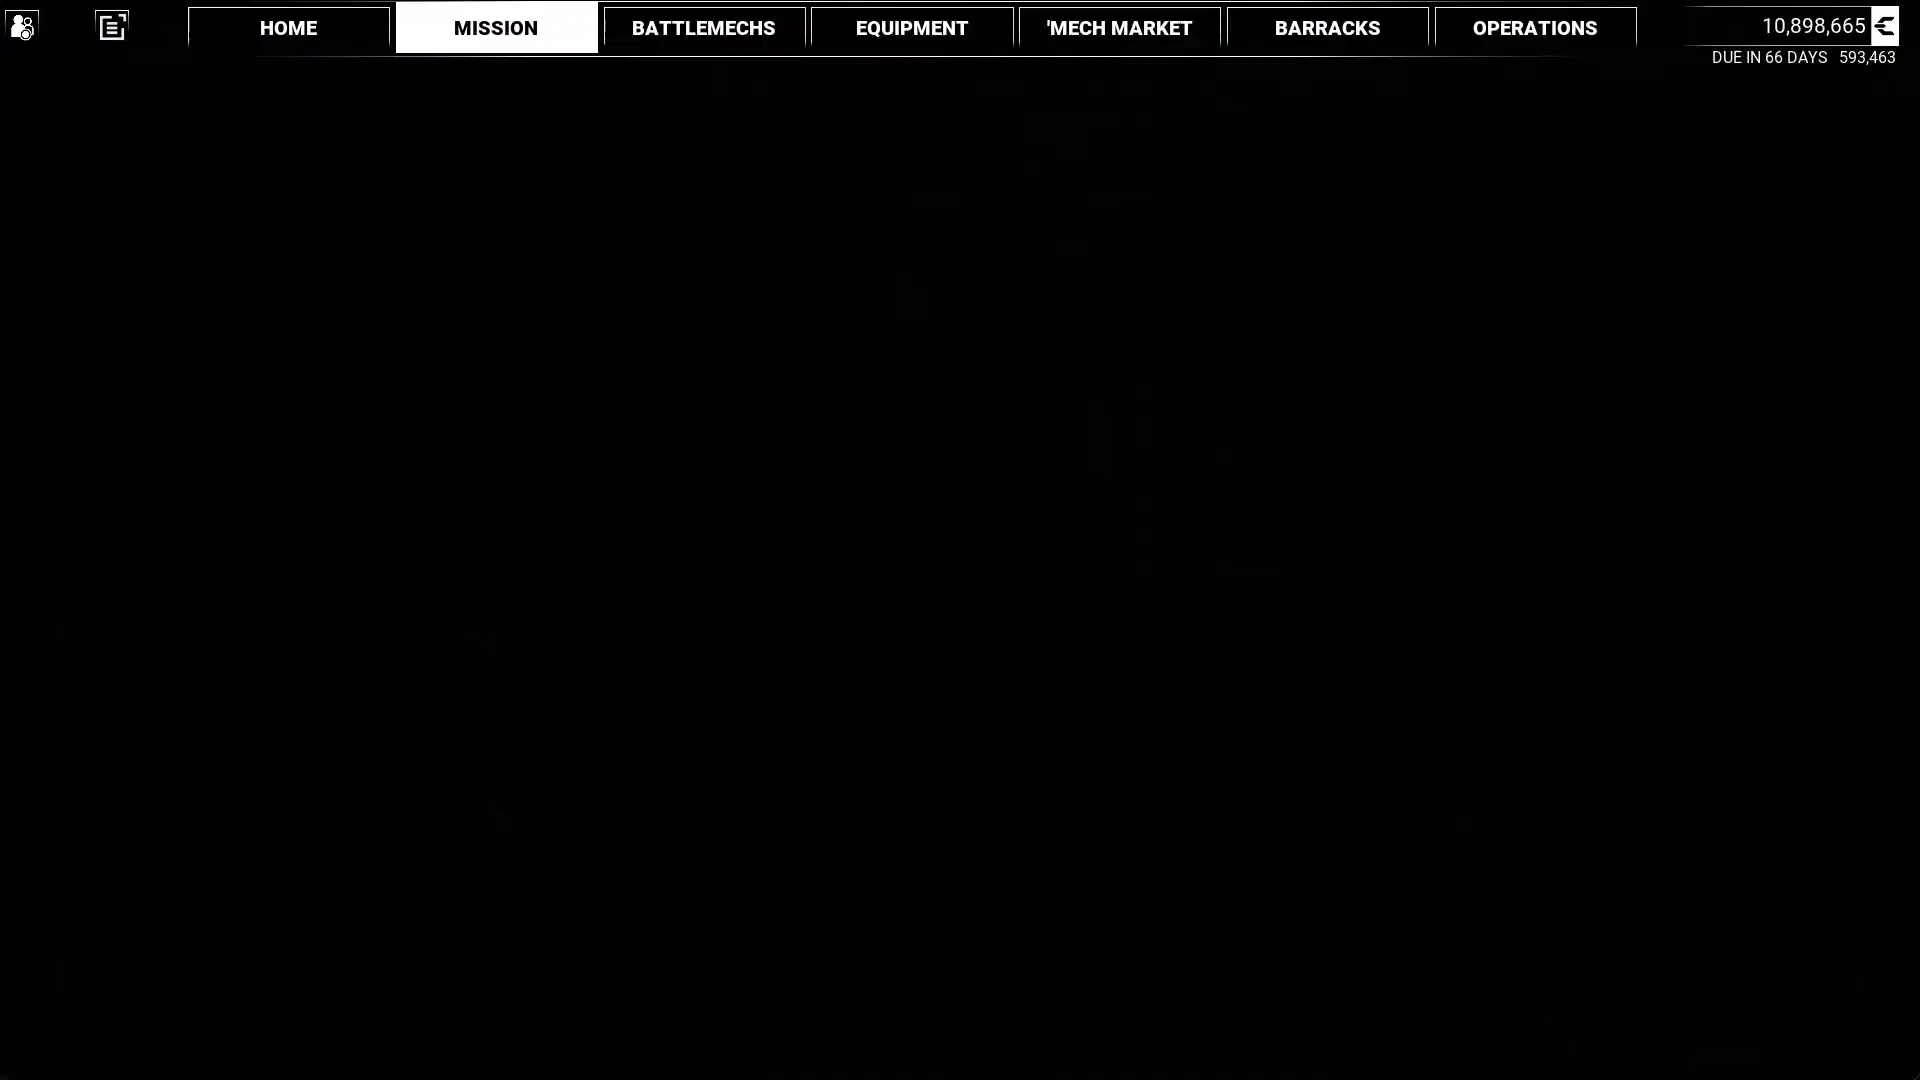 HOME
MISSION
BATTLEMECHS
EQUIPMENT
'MECH MARKET
BARRACKS
OPERATIONS
10,898,665
DUE IN 66 DAYS 593,463